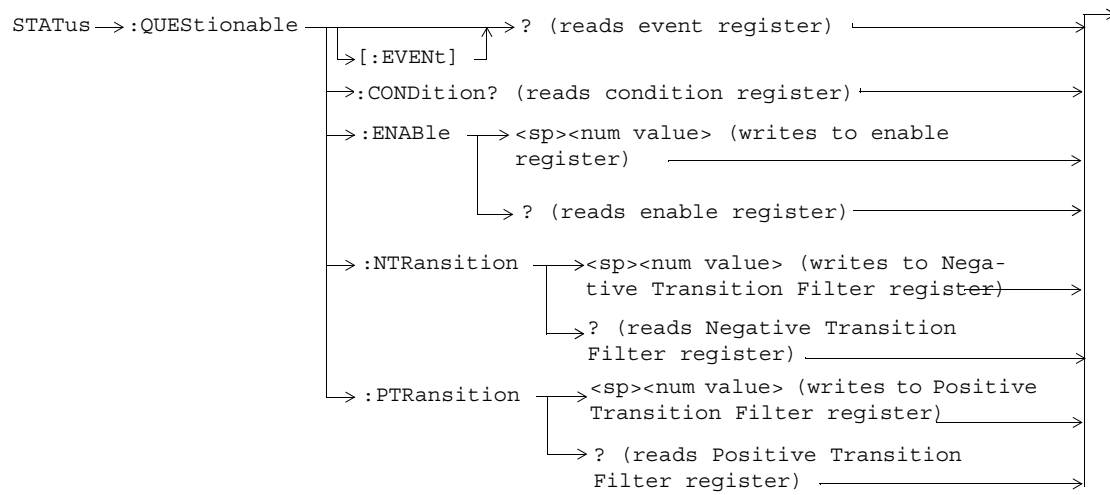 STATus :QUEStionable ? (reads event register)
[:EVENt]
:CONDition? (reads condition register)
:ENABle <sp><num value> (writes to enable
register)
? (reads enable register)
:NTRansition <sp><num value> (writes to Nega-
tive Transition Filter register)
? (reads Negative Transition
Filter register)
:PTRansition <sp><num value> (writes to Positive
Transition Filter register)
? (reads Positive Transition
Filter register)